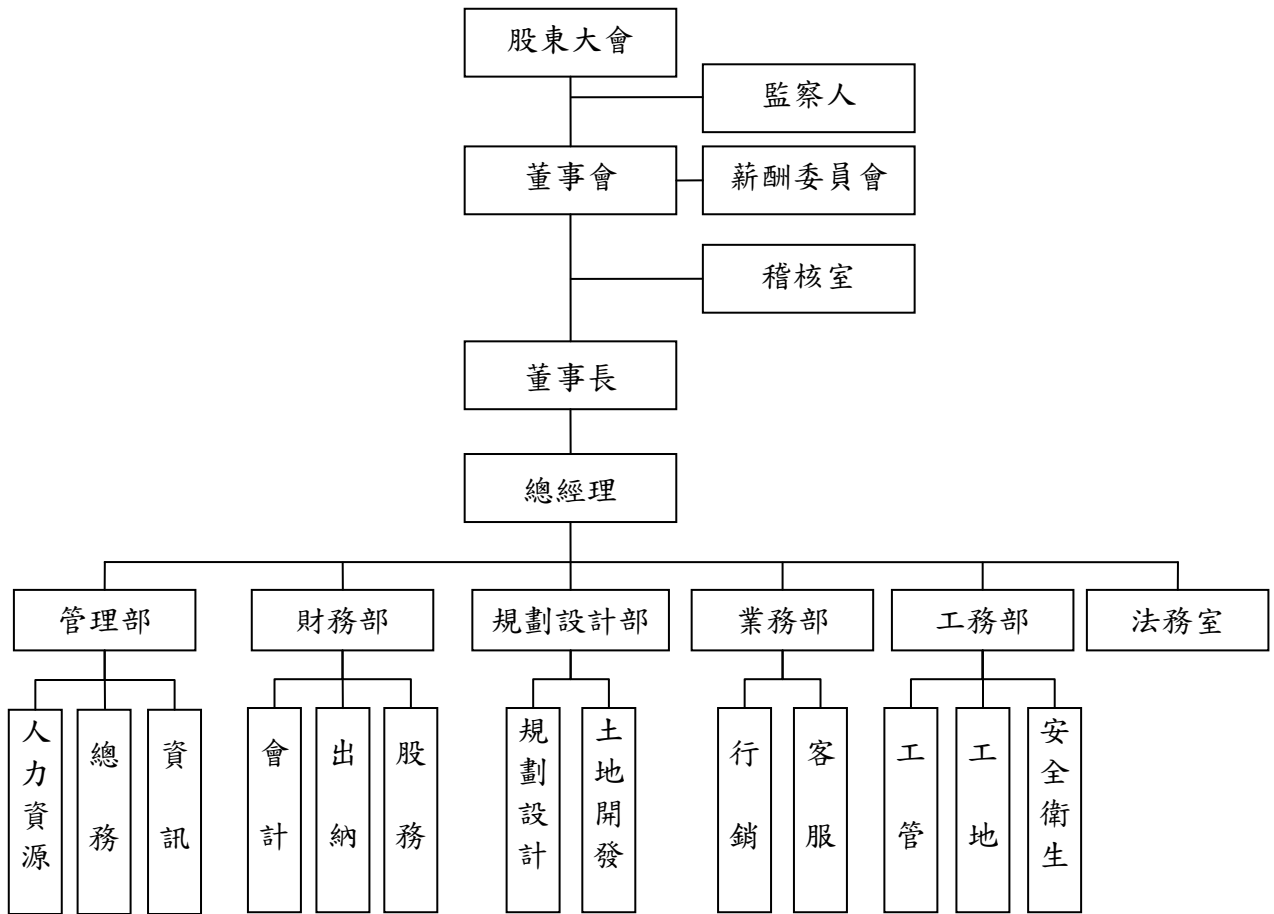 股東大會
監察人
董事會
薪酬委員會
稽核室
董事長
總經理
管理部
財務部
規劃設計部
業務部
工務部
法務室
人力資源
總務
資訊
會計
出納
股務
規劃設計
土地開發
行銷
客服
工管
工地
安全衛生